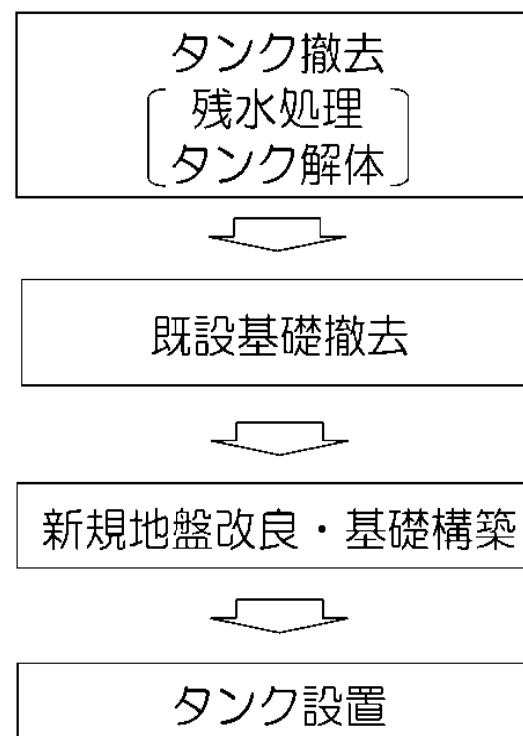 タンク撤去
残水処理
タンク解体
既設基礎撤去
新規地盤改良・基礎構築
タンク設置